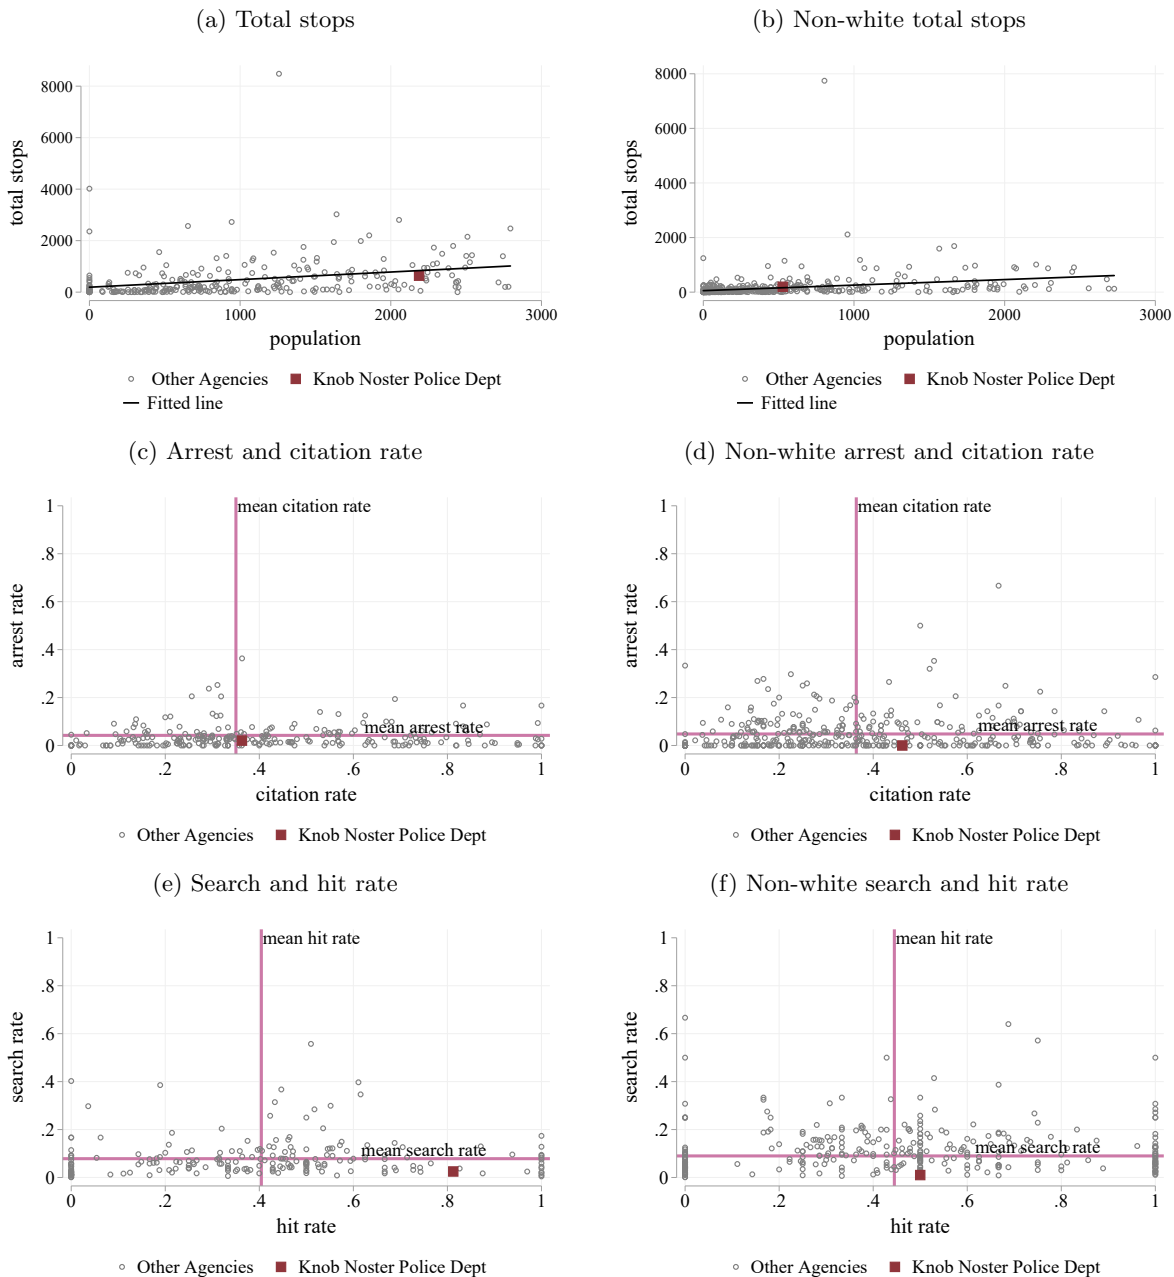 (a) Total stops
(b) Non-white total stops
total stops
8000
6000
4000
2000
0
0
1000
2000
3000
population
Other Agencies
Knob Noster Police Dept
Fitted line
total stops
8000
6000
4000
2000
0
0
1000
2000
3000
population
Other Agencies
Knob Noster Police Dept
Fitted line
(c) Arrest and citation rate
(d) Non-white arrest and citation rate
arrest rate
1
.8
.6
.4
.2
0
mean citation rate
mean arrest rate
0
.2
.4
.6
.8
1
citation rate
Other Agencies
Knob Noster Police Dept
arrest rate
1
.8
.6
.4
.2
0
mean citation rate
mean arrest rate
0
.2
.4
.6
.8
1
citation rate
Other Agencies
Knob Noster Police Dept
(e) Search and hit rate
(f) Non-white search and hit rate
search rate
1
.8
.6
.4
.2
0
mean hit rate
mean search rate
0
.2
.4
.6
.8
1
hit rate
Other Agencies
Knob Noster Police Dept
search rate
1
.8
.6
.4
.2
0
mean hit rate
mean search rate
0
.2
.4
.6
.8
1
hit rate
Other Agencies
Knob Noster Police Dept